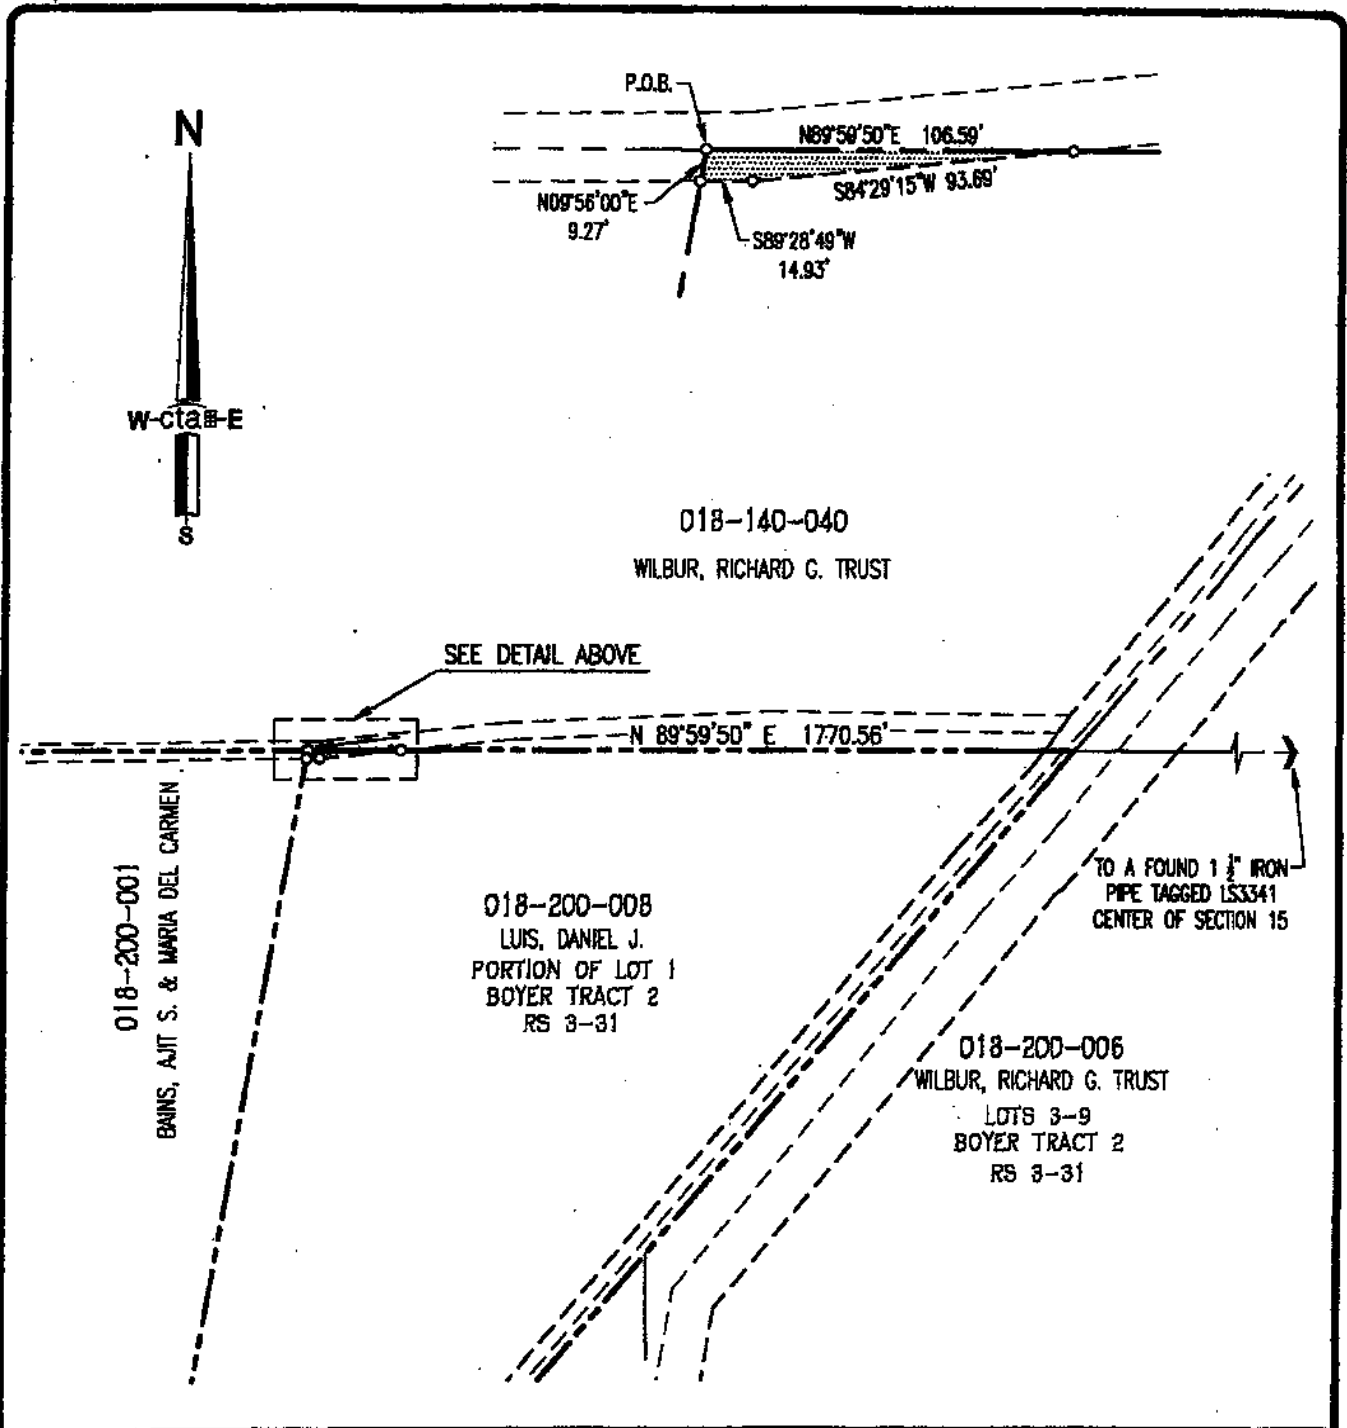 P.O.B.
N89°59'50"E 106.59'
S84°29'15"W 93.69'
N09°56'00"E
9.27'
S89°28'49"W
14.93'
N
W-cta-E
S
018-140-040
WILBUR, RICHARD G. TRUST
SEE DETAIL ABOVE
N 89°59'50" E 1770.56'
018-200-001
BAINS, AJIT S. & MARIA DEL CARMEN
TO A FOUND 1 ½" IRON
PIPE TAGGED LS3341
CENTER OF SECTION 15
018-200-008
LUIS, DANIEL J.
PORTION OF LOT 1
BOYER TRACT 2
RS 3-31
018-200-006
WILBUR, RICHARD G. TRUST
LOTS 3-9
BOYER TRACT 2
RS 3-31